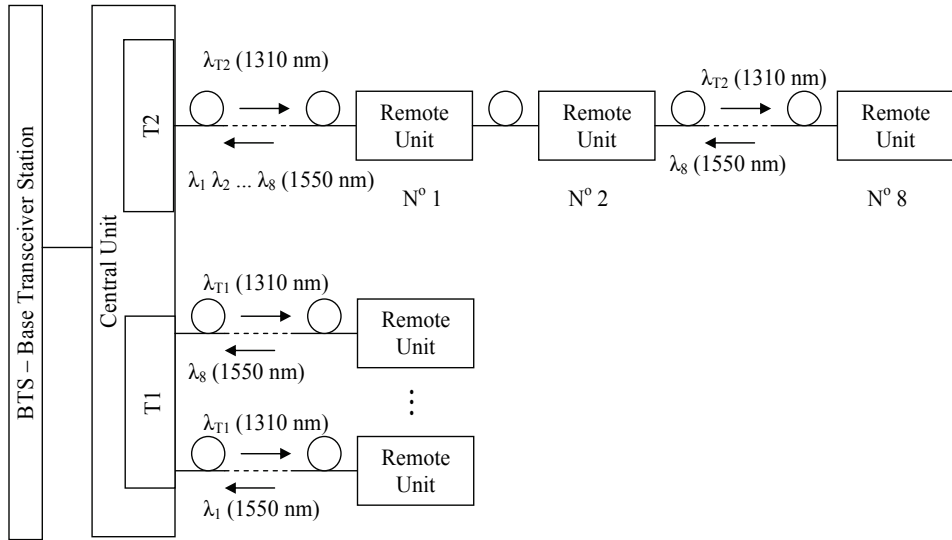 BTS – Base Transceiver Station
Central Unit
T2
λT2 (1310 nm)
λ1 λ2 ... λ8 (1550 nm)
Remote
Unit
Nº 1
Remote
Unit
Nº 2
λT2 (1310 nm)
λ8 (1550 nm)
Remote
Unit
Nº 8
T1
λT1 (1310 nm)
λ8 (1550 nm)
Remote
Unit
⋮
λT1 (1310 nm)
λ1 (1550 nm)
Remote
Unit